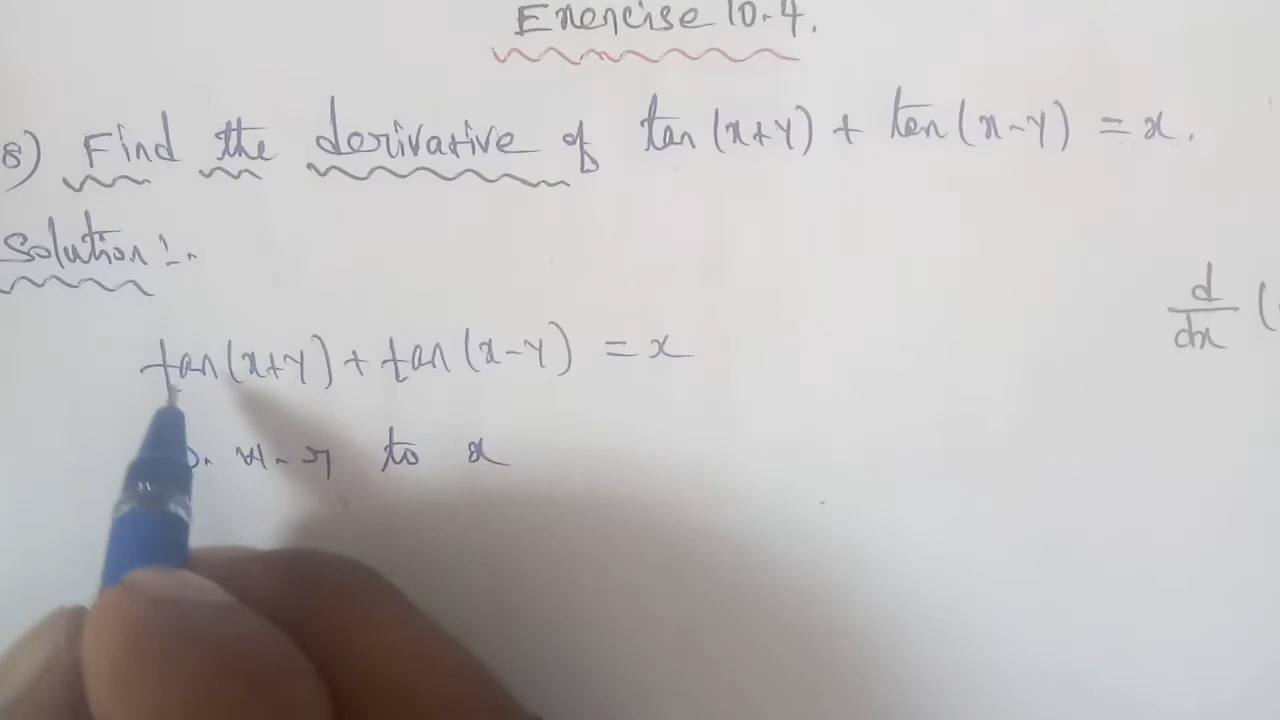 Exercise 10.4.
8) Find the derivative of tan(x+y) + tan(x-y) = x.
Solution:-
d/dx (
tan(x+y) + tan(x-y) = x
w.r to x